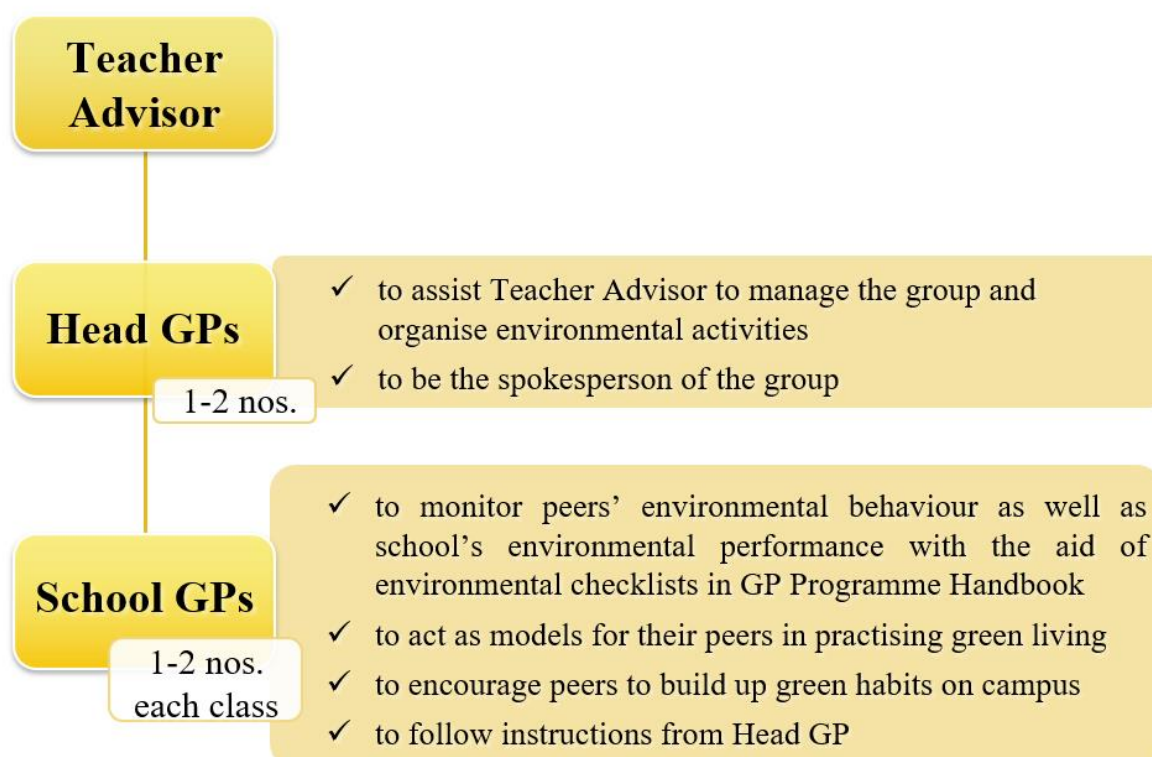 Teacher
Advisor
Head GPs
1-2 nos.
✓ to assist Teacher Advisor to manage the group and
organise environmental activities
✓ to be the spokesperson of the group
School GPs
1-2 nos.
each class
✓ to monitor peers’ environmental behaviour as well as
school’s environmental performance with the aid of
environmental checklists in GP Programme Handbook
✓ to act as models for their peers in practising green living
✓ to encourage peers to build up green habits on campus
✓ to follow instructions from Head GP